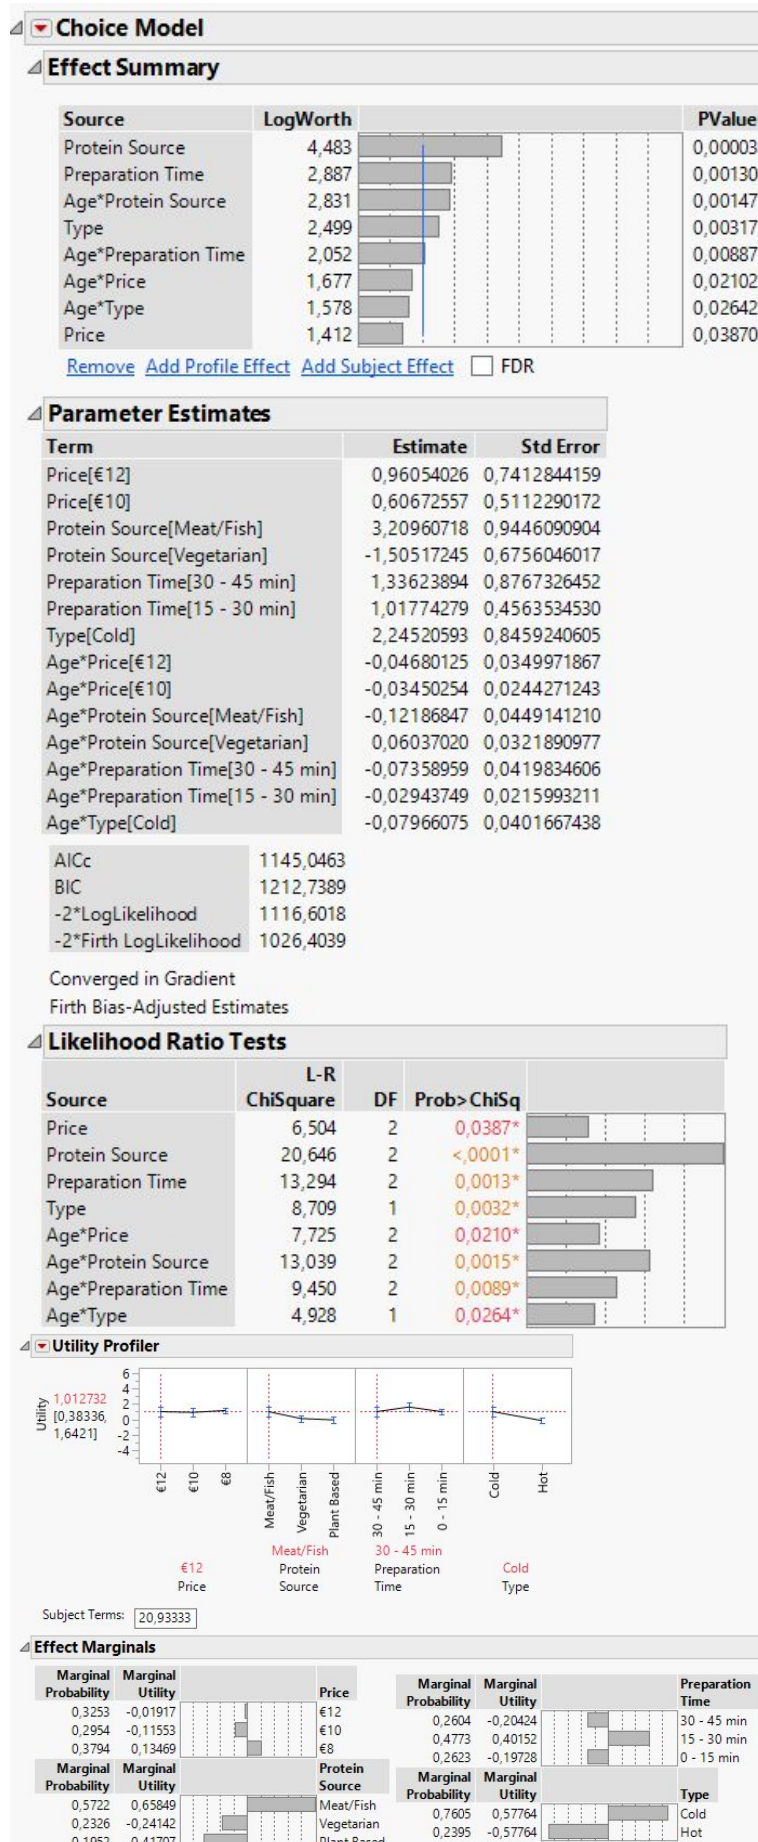 Choice Model
Effect Summary
Source LogWorth PValue
Protein Source 4,483 0,00003
Preparation Time 2,887 0,00130
Age*Protein Source 2,831 0,00147
Type 2,499 0,00317
Age*Preparation Time 2,052 0,00887
Age*Price 1,677 0,02102
Age*Type 1,578 0,02642
Price 1,412 0,03870
Remove Add Profile Effect Add Subject Effect FDR
Parameter Estimates
Term Estimate Std Error
Price[€12] 0,96054026 0,7412844159
Price[€10] 0,60672557 0,5112290172
Protein Source[Meat/Fish] 3,20960718 0,9446090904
Protein Source[Vegetarian] -1,50517245 0,6756046017
Preparation Time[30 - 45 min] 1,33623894 0,8767326452
Preparation Time[15 - 30 min] 1,01774279 0,4563534530
Type[Cold] 2,24520593 0,8459240605
Age*Price[€12] -0,04680125 0,0349971867
Age*Price[€10] -0,03450254 0,0244271243
Age*Protein Source[Meat/Fish] -0,12186847 0,0449141210
Age*Protein Source[Vegetarian] 0,06037020 0,0321890977
Age*Preparation Time[30 - 45 min] -0,07358959 0,0419834606
Age*Preparation Time[15 - 30 min] -0,02943749 0,0215993211
Age*Type[Cold] -0,07966075 0,0401667438
AICc 1145,0463
BIC 1212,7389
-2*LogLikelihood 1116,6018
-2*Firth LogLikelihood 1026,4039
Converged in Gradient
Firth Bias-Adjusted Estimates
Likelihood Ratio Tests
L-R
Source ChiSquare DF Prob>ChiSq
Price 6,504 2 0,0387*
Protein Source 20,646 2 <,0001*
Preparation Time 13,294 2 0,0013*
Type 8,709 1 0,0032*
Age*Price 7,725 2 0,0210*
Age*Protein Source 13,039 2 0,0015*
Age*Preparation Time 9,450 2 0,0089*
Age*Type 4,928 1 0,0264*
Utility Profiler
Utility
1,012732
[0,38336,
1,6421]
6
4
2
0
-2
-4
€12 €10 €8
Meat/Fish Vegetarian Plant Based
30 - 45 min 15 - 30 min 0 - 15 min
Cold Hot
Meat/Fish 30 - 45 min
€12 Protein Preparation Cold
Price Source Time Type
Subject Terms: 20,93333
Effect Marginals
Marginal Probability Marginal Utility Price
0,3253 -0,01917 €12
0,2954 -0,11553 €10
0,3794 0,13469 €8
Marginal Probability Marginal Utility Protein Source
0,5722 0,65849 Meat/Fish
0,2326 -0,24142 Vegetarian
0,1952 -0,41707 Plant Based
Marginal Probability Marginal Utility Preparation Time
0,2604 -0,20424 30 - 45 min
0,4773 0,40152 15 - 30 min
0,2623 -0,19728 0 - 15 min
Marginal Probability Marginal Utility Type
0,7605 0,57764 Cold
0,2395 -0,57764 Hot